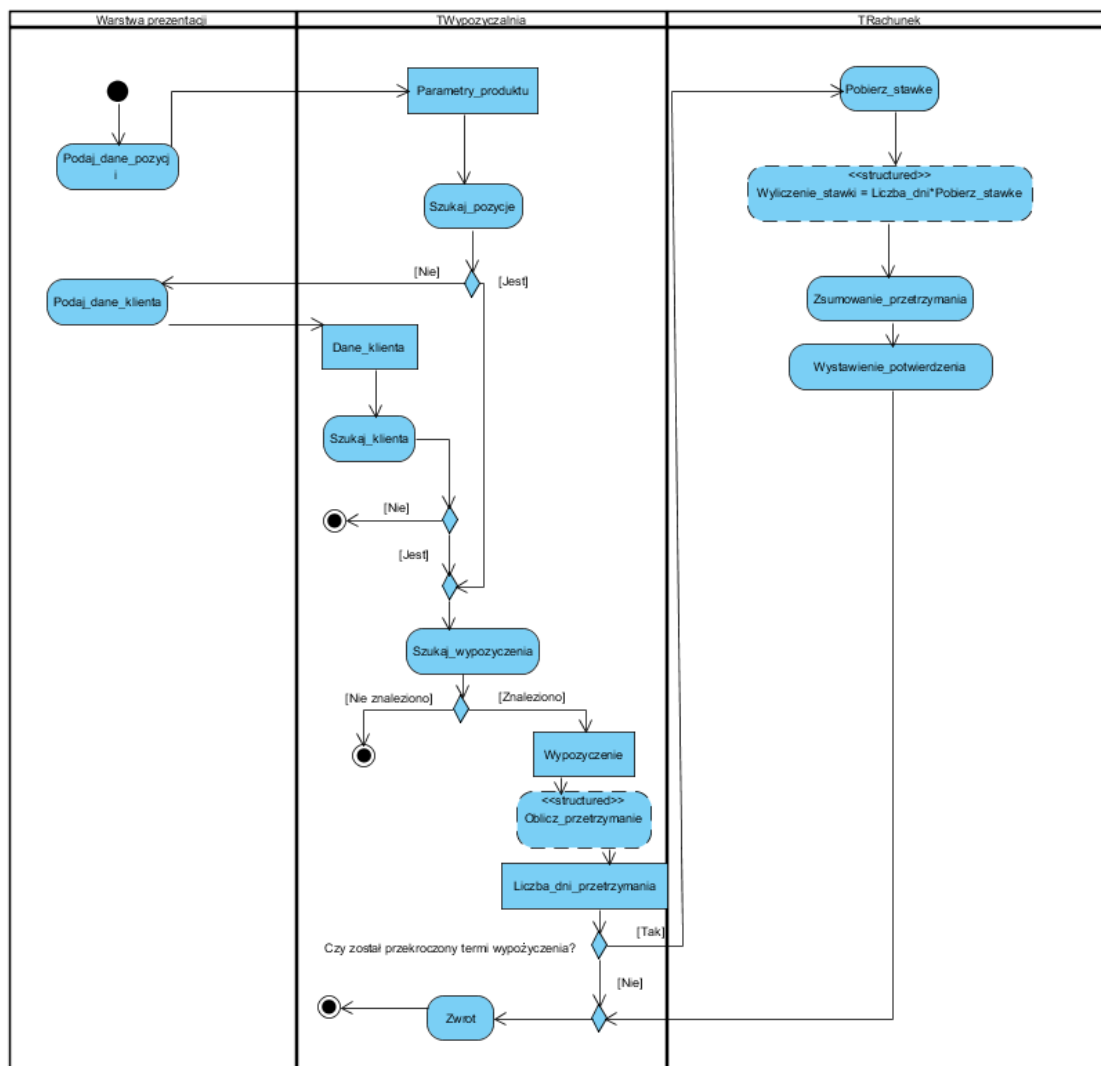 Warstwa prezentacji
TWypozyczalnia
TRachunek
Parametry_produktu
Pobierz_stawke
Podaj_dane_pozycj
i
<<structured>>
Wyliczenie_stawki = Liczba_dni*Pobierz_stawke
Szukaj_pozycje
[Nie]
[Jest]
Podaj_dane_klienta
Zsumowanie_przetrzymania
Dane_klienta
Wystawienie_potwierdzenia
Szukaj_klienta
[Nie]
[Jest]
Szukaj_wypozyczenia
[Nie znaleziono]
[Znaleziono]
Wypozyczenie
<<structured>>
Oblicz_przetrzymanie
Liczba_dni_przetrzymania
[Tak]
Czy został przekroczony termi wypożyczenia?
[Nie]
Zwrot